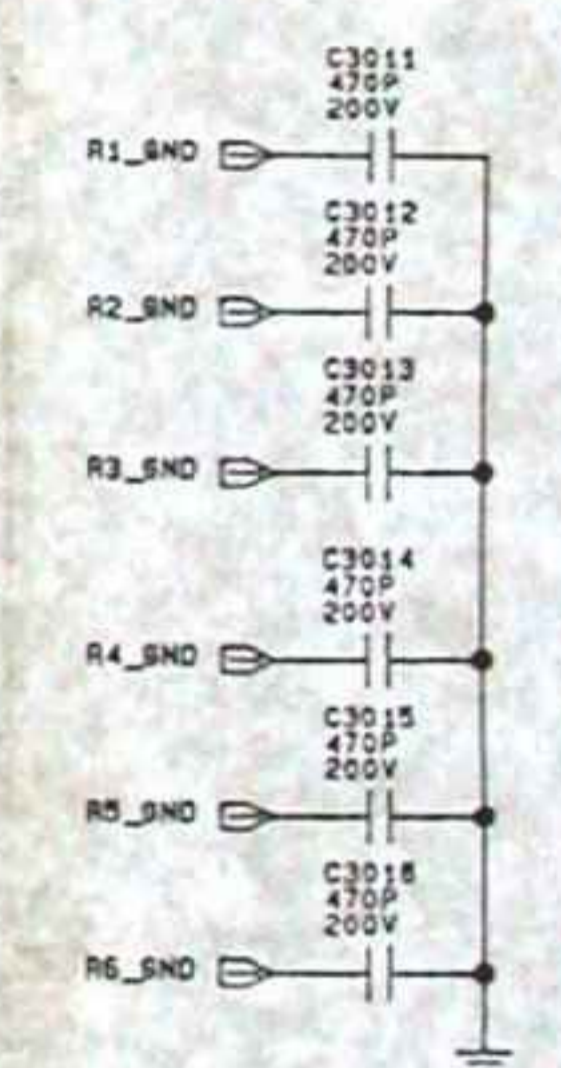 C3011
470P
200V
R1_GND
C3012
470P
200V
R2_GND
C3013
470P
200V
R3_GND
C3014
470P
200V
R4_GND
C3015
470P
200V
R5_GND
C3016
470P
200V
R6_GND